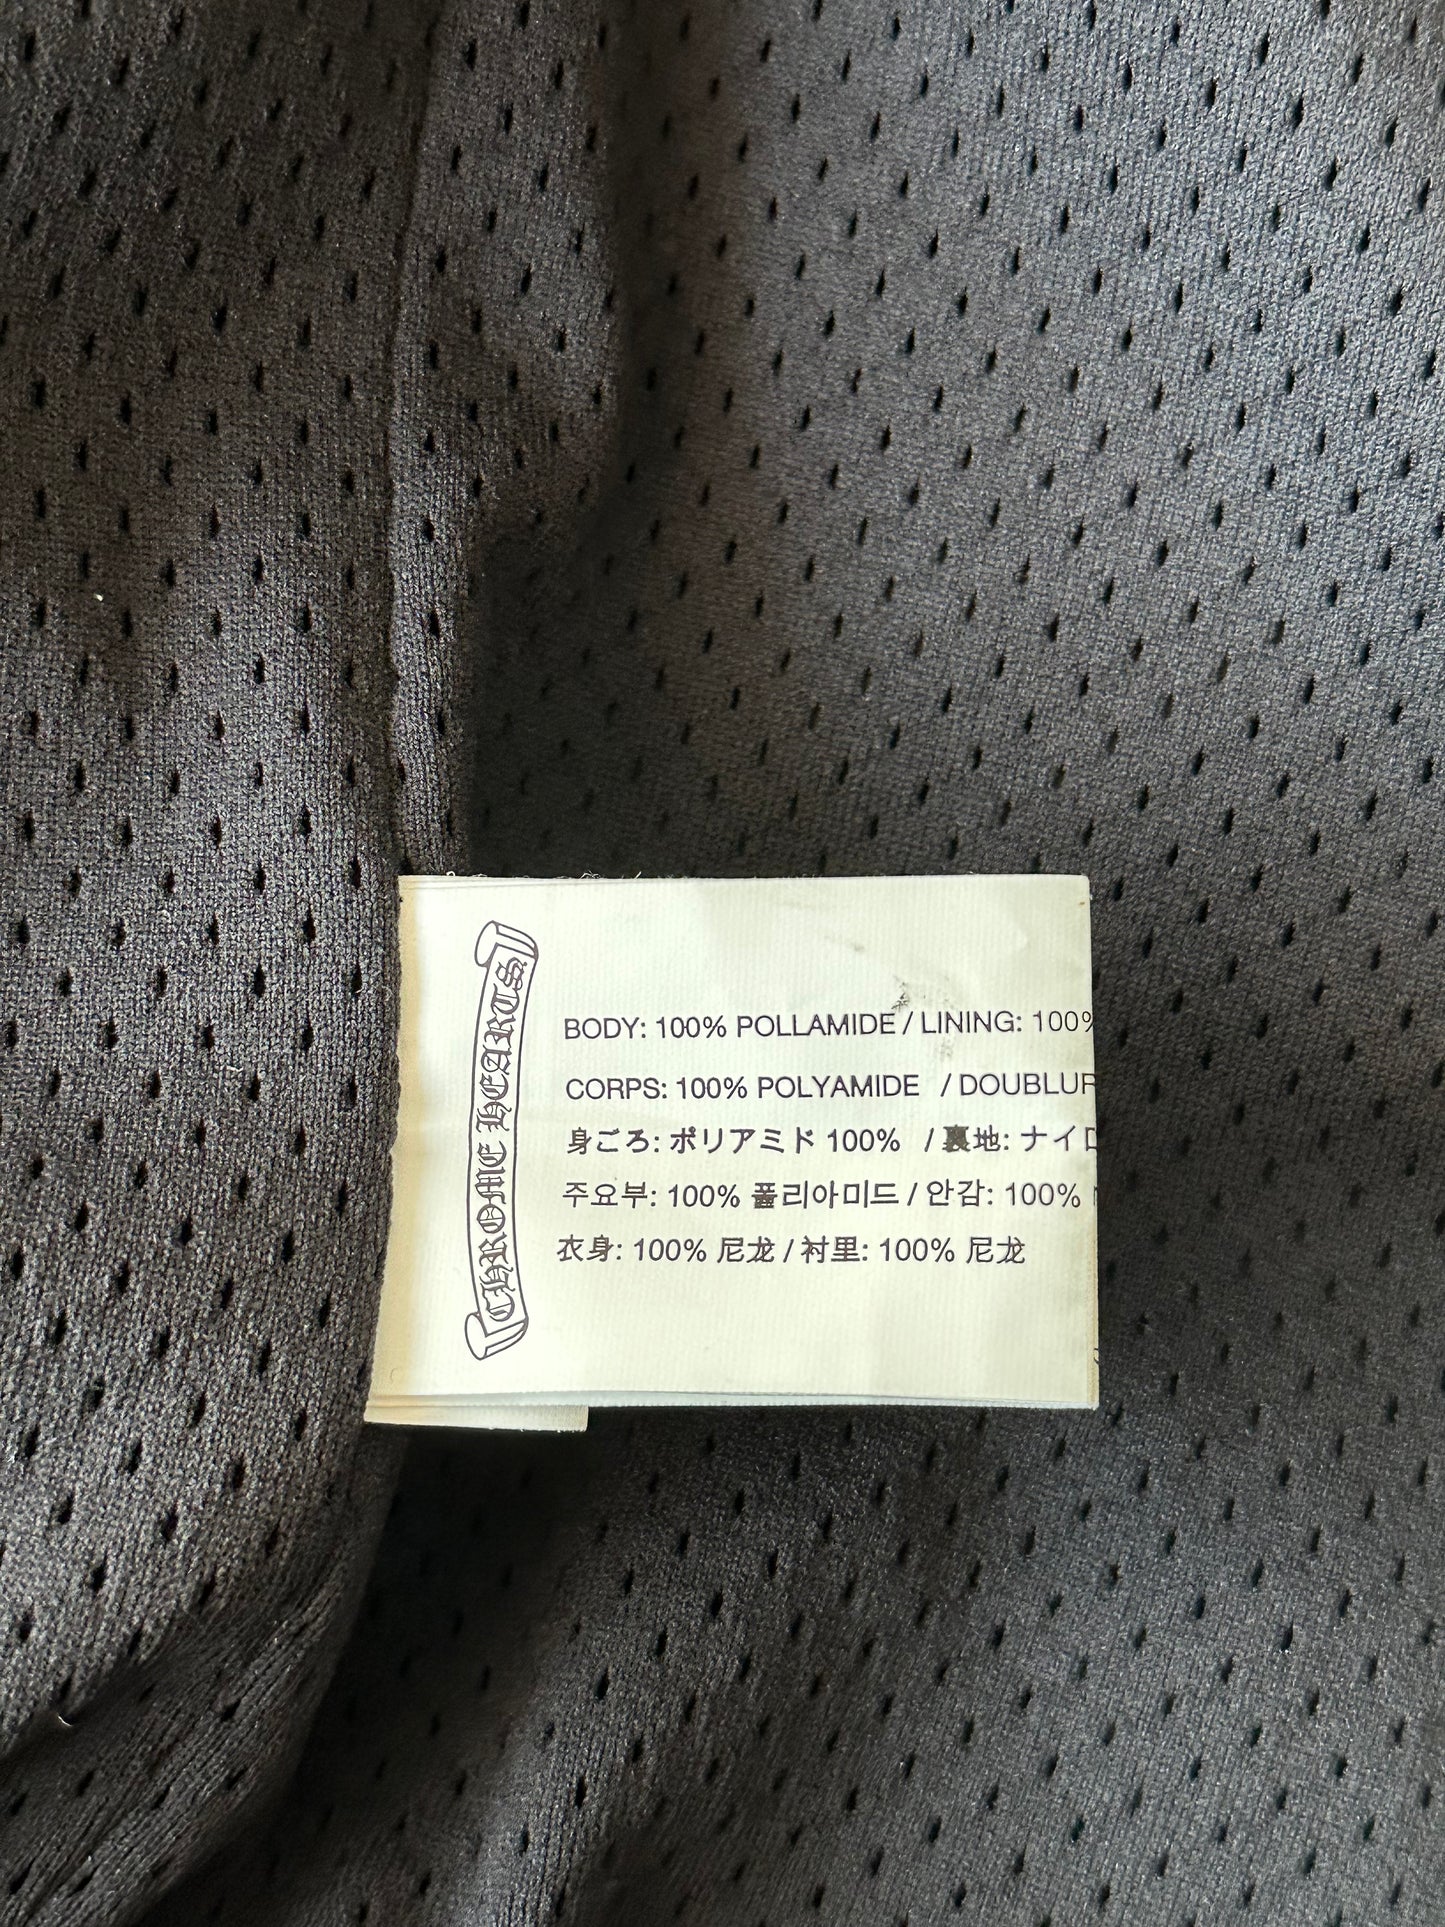 CHROME HEARTS
BODY: 100% POLLAMIDE / LINING: 100%
CORPS: 100% POLYAMIDE / DOUBLUR
身ごろ: ポリアミド 100% / 裏地: ナイロ
주요부: 100% 폴리아미드 / 안감: 100%
衣身: 100% 尼龙 / 衬里: 100% 尼龙